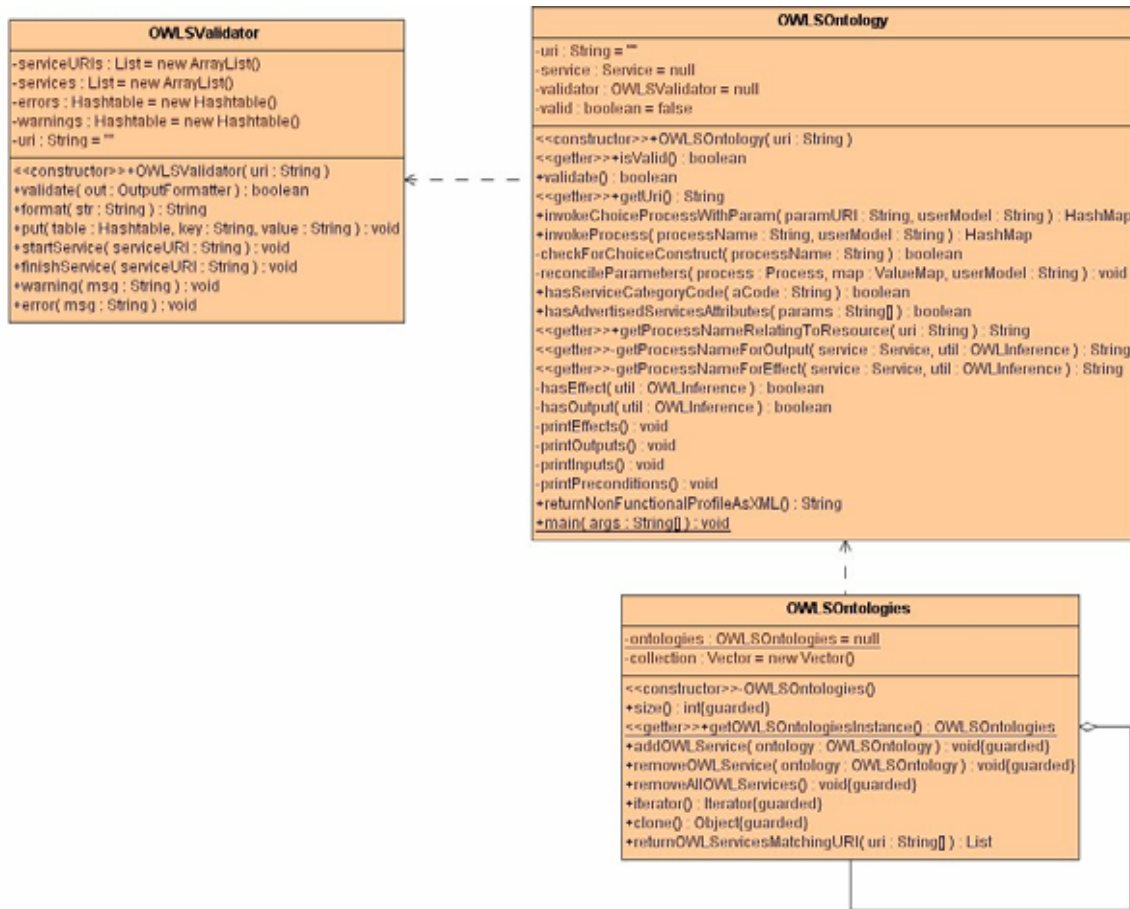 OWLSValidator
-serviceURIs : List = new ArrayList()
-services : List = new ArrayList()
-errors : Hashtable = new Hashtable()
-warnings : Hashtable = new Hashtable()
-uri : String = ""
<<constructor>>+OWLSValidator( uri : String )
+validate( out : OutputFormatter ) : boolean
+format( str : String ) : String
+put( table : Hashtable, key : String, value : String ) : void
+startService( serviceURI : String ) : void
+finishService( serviceURI : String ) : void
+warning( msg : String ) : void
+error( msg : String ) : void
OWLSOntology
-uri : String = ""
-service : Service = null
-validator : OWLSValidator = null
-valid : boolean = false
<<constructor>>+OWLSOntology( uri : String )
<<getter>>+isValid() : boolean
+validate() : boolean
<<getter>>+getUri() : String
+invokeChoiceProcessWithParam( paramURI : String, userModel : String ) : HashMap
+invokeProcess( processName : String, userModel : String ) : HashMap
-checkForChoiceConstruct( processName : String ) : boolean
-reconcileParameters( process : Process, map : ValueMap, userModel : String ) : void
+hasServiceCategoryCode( aCode : String ) : boolean
+hasAdvertisedServicesAttributes( params : String[] ) : boolean
<<getter>>+getProcessNameRelatingToResource( uri : String ) : String
<<getter>>-getProcessNameForOutput( service : Service, util : OWLInference ) : String
<<getter>>-getProcessNameForEffect( service : Service, util : OWLInference ) : String
-hasEffect( util : OWLInference ) : boolean
-hasOutput( util : OWLInference ) : boolean
-printEffects() : void
-printOutputs() : void
-printInputs() : void
-printPreconditions() : void
+returnNonFunctionalProfileAsXML() : String
+main( args : String[] ) : void
OWLSOntologies
-ontologies : OWLSOntologies = null
-collection : Vector = new Vector()
<<constructor>>-OWLSOntologies()
+size() : int{guarded}
<<getter>>+getOWLSOntologiesInstance() : OWLSOntologies
+addOWLService( ontology : OWLSOntology ) : void{guarded}
+removeOWLService( ontology : OWLSOntology ) : void{guarded}
+removeAllOWLServices() : void{guarded}
+iterator() : Iterator{guarded}
+clone() : Object{guarded}
+returnOWLServicesMatchingURI( uri : String[] ) : List